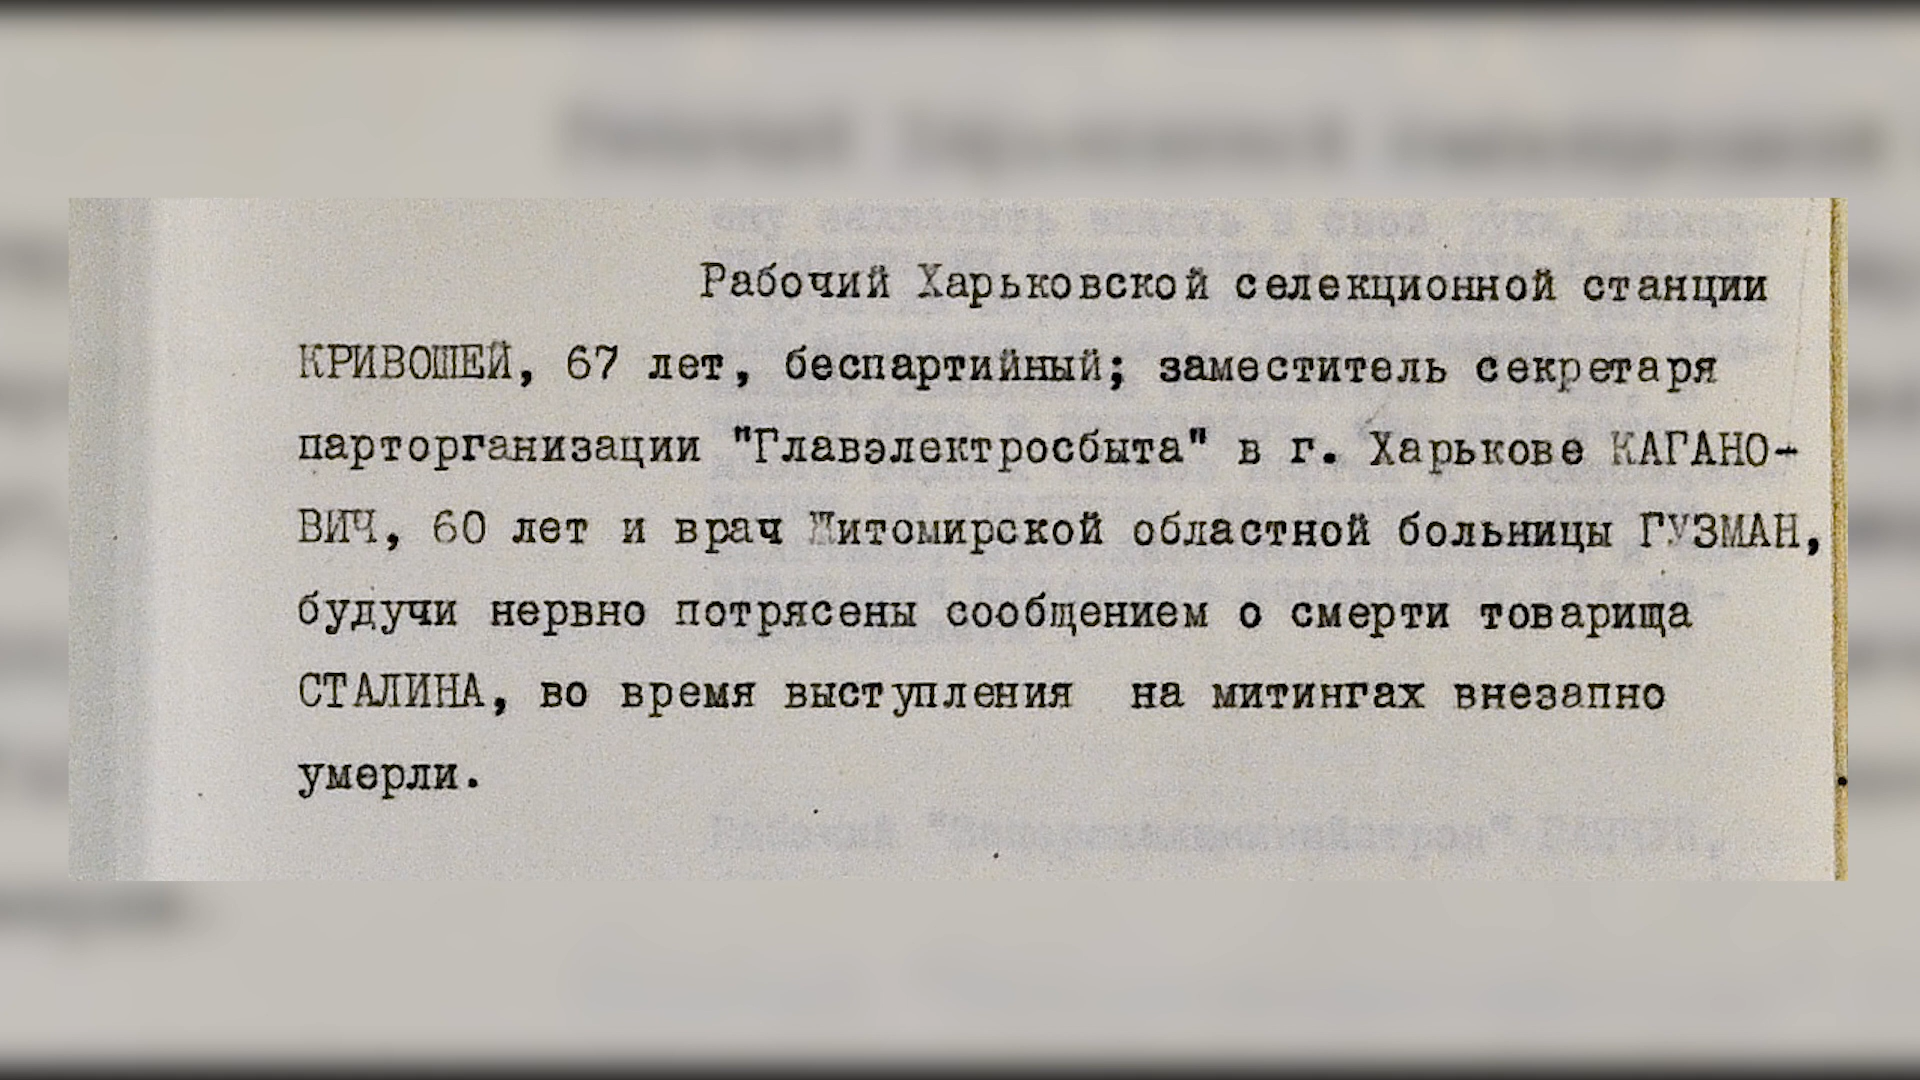 Рабочий Харьковской селекционной станции
КРИВОШЕЙ, 67 лет, беспартийный; заместитель секретаря
парторганизации "Главэлектросбыта" в г. Харькове КАГАНО-
ВИЧ, 60 лет и врач Житомирской областной больницы ГУЗМАН,
будучи нервно потрясены сообщением о смерти товарища
СТАЛИНА, во время выступления на митингах внезапно
умерли.